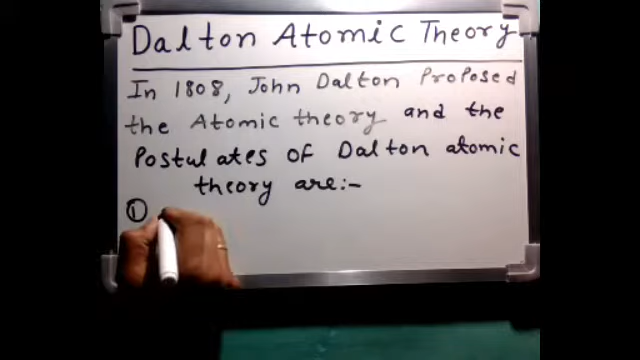 Dalton Atomic Theory
In 1808, John Dalton Proposed
the Atomic theory and the
Postulates of Dalton atomic
theory are:-
①